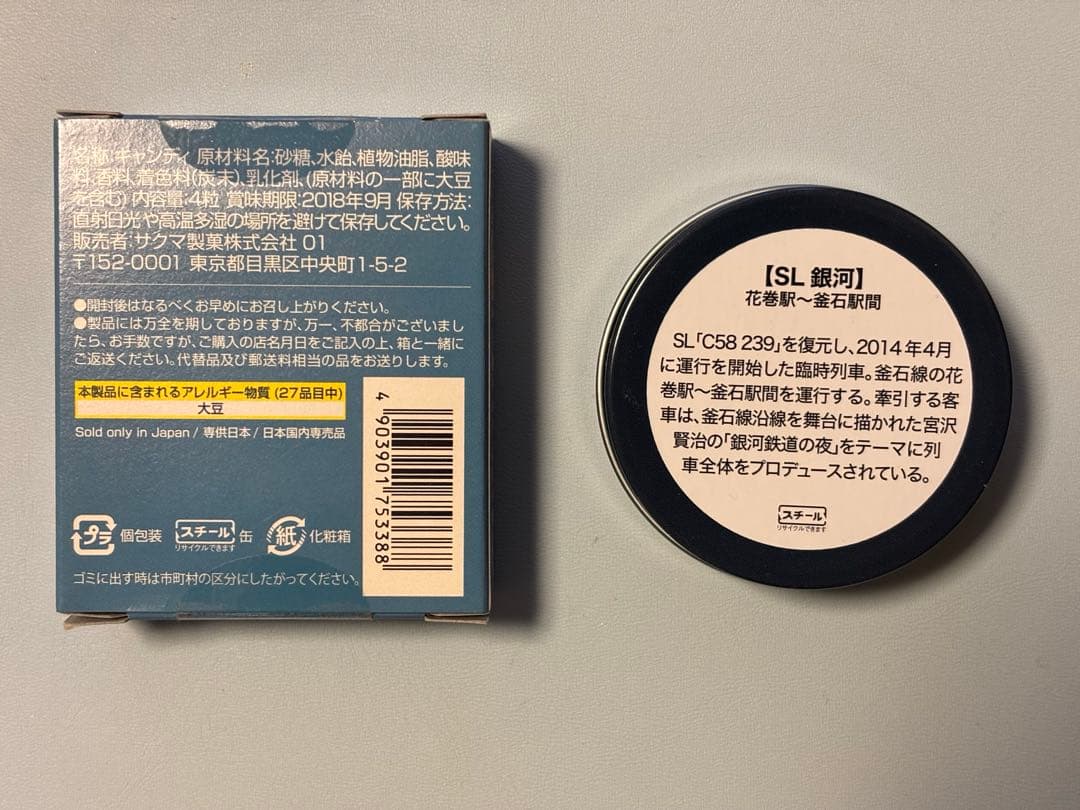 名称:キャンディ 原材料名:砂糖、水飴、植物油脂、酸味
料、香料、着色料(炭末)、乳化剤、(原材料の一部に大豆
を含む) 内容量:4粒 賞味期限:2018年9月 保存方法:
直射日光や高温多湿の場所を避けて保存してください。
販売者:サクマ製菓株式会社 01
〒152-0001 東京都目黒区中央町1-5-2
●開封後はなるべくお早めにお召し上がりください。
●製品には万全を期しておりますが、万一、不都合がございまし
たら、お手数ですが、ご購入の店名月日をご記入の上、箱と一緒に
ご返送ください。代替品及び郵送料相当の品をお送りします。
本製品に含まれるアレルギー物質 (27品目中)
大豆
Sold only in Japan / 専供日本 / 日本国内専売品
4 903901 753388
プラ 個包装
スチール 缶
リサイクルできます
紙 化粧箱
ゴミに出す時は市町村の区分にしたがってください。
【SL 銀河】
花巻駅～釜石駅間
SL「C58 239」を復元し、2014年4月
に運行を開始した臨時列車。釜石線の花
巻駅～釜石駅間を運行する。牽引する客
車は、釜石線沿線を舞台に描かれた宮沢
賢治の「銀河鉄道の夜」をテーマに列
車全体をプロデュースされている。
スチール
リサイクルできます